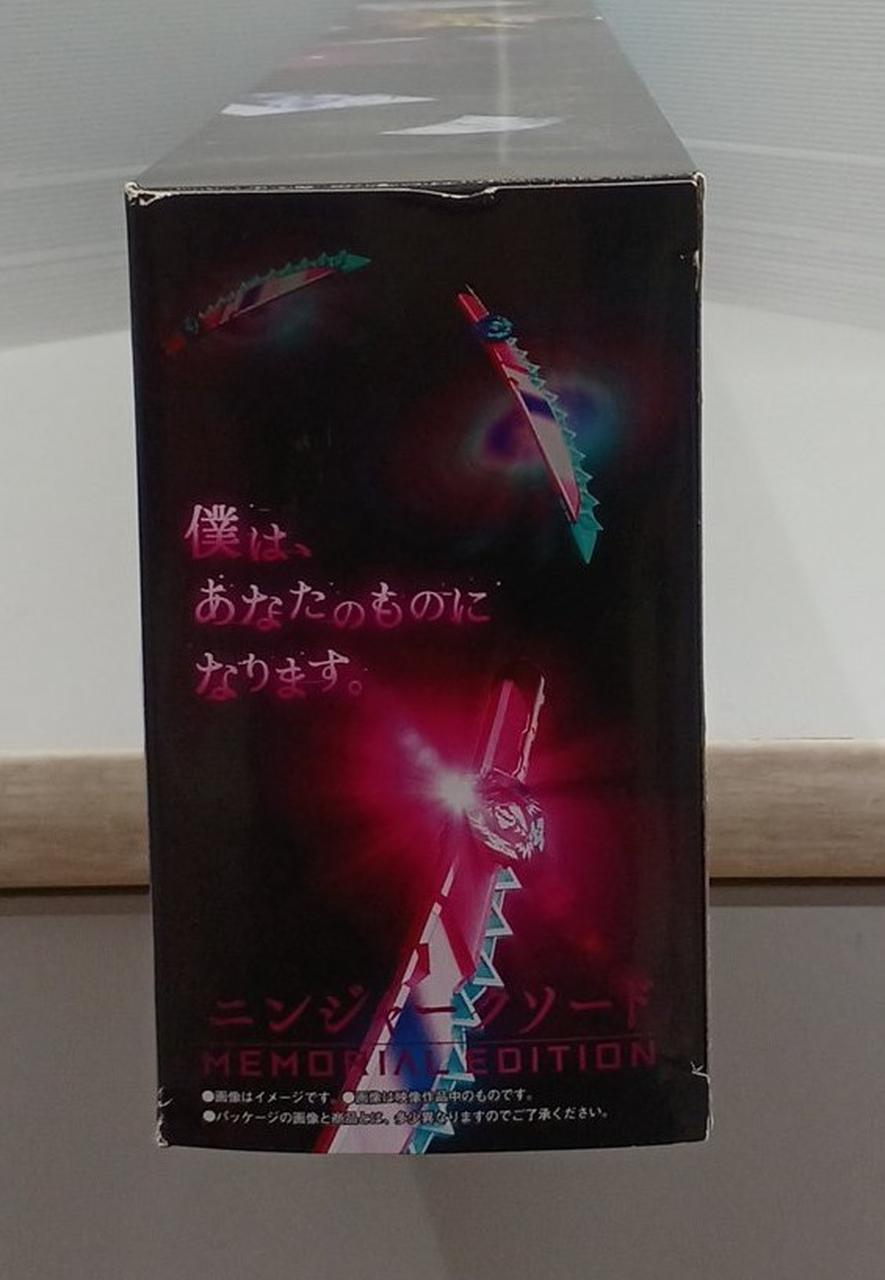 僕は、
あなたのものに
なります。
ニンジャークソード
MEMORIAL EDITION
●画像はイメージです。●画像は映像作品中のものです。
●パッケージの画像と商品とは、多少異なりますのでご了承ください。